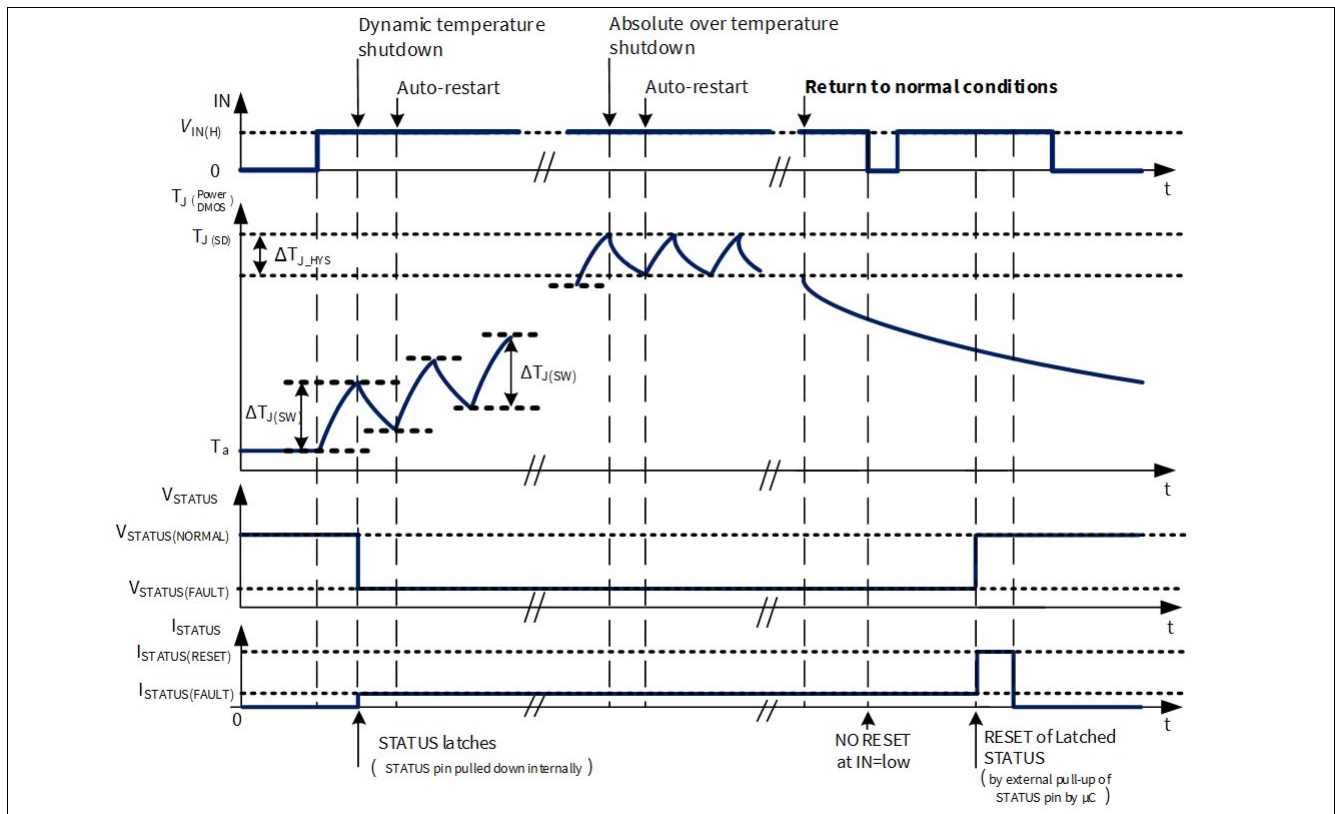 Dynamic temperature
shutdown
Absolute over temperature
shutdown
Auto-restart
Auto-restart
Return to normal conditions
IN
VIN(H)
0
t
TJ (Power DMOS)
TJ (SD)
ΔTJ_HYS
ΔTJ(SW)
ΔTJ(SW)
Ta
t
VSTATUS
VSTATUS(NORMAL)
VSTATUS(FAULT)
t
ISTATUS
ISTATUS(RESET)
ISTATUS(FAULT)
0
t
STATUS latches
( STATUS pin pulled down internally )
NO RESET
at IN=low
RESET of Latched
STATUS
( by external pull-up of
STATUS pin by µC )